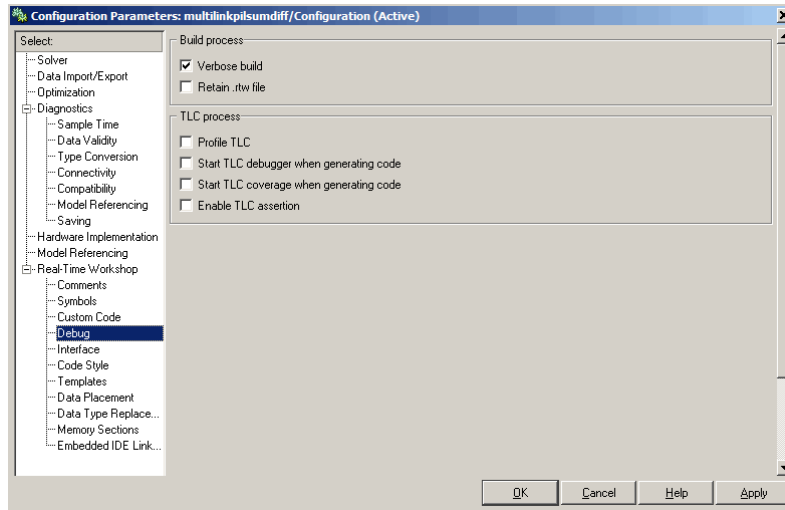 Configuration Parameters: multilinkpilsumdiff/Configuration (Active)
Select:
Solver
Data Import/Export
Optimization
Diagnostics
Sample Time
Data Validity
Type Conversion
Connectivity
Compatibility
Model Referencing
Saving
Hardware Implementation
Model Referencing
Real-Time Workshop
Comments
Symbols
Custom Code
Debug
Interface
Code Style
Templates
Data Placement
Data Type Replace...
Memory Sections
Embedded IDE Link...
Build process
Verbose build
Retain .rtw file
TLC process
Profile TLC
Start TLC debugger when generating code
Start TLC coverage when generating code
Enable TLC assertion
OK
Cancel
Help
Apply